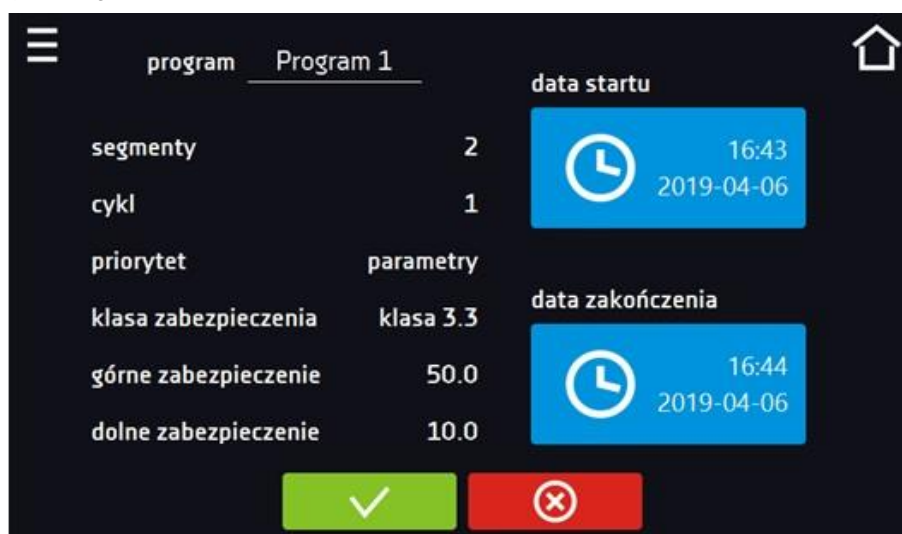 program Program 1
segmenty 2
cykl 1
priorytet parametry
klasa zabezpieczenia klasa 3.3
górne zabezpieczenie 50.0
dolne zabezpieczenie 10.0
data startu
16:43
2019-04-06
data zakończenia
16:44
2019-04-06